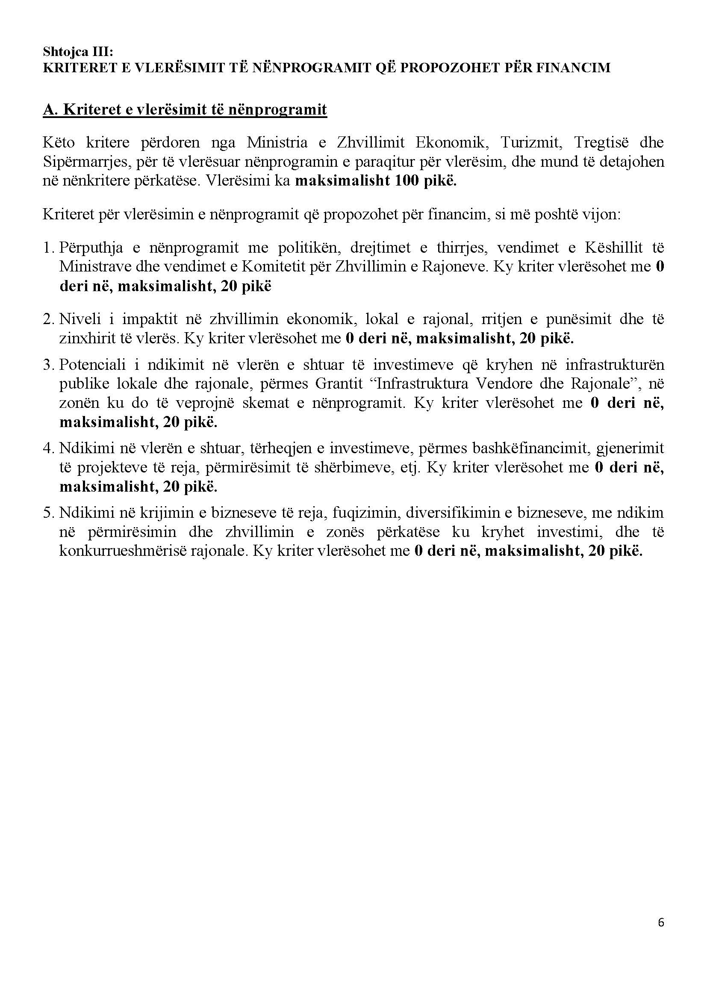 Shtojca III:
KRITERET E VLERËSIMIT TË NËNPROGRAMIT QË PROPOZOHET PËR FINANCIM
A. Kriteret e vlerësimit të nënprogramit
Këto kritere përdoren nga Ministria e Zhvillimit Ekonomik, Turizmit, Tregtisë dhe
Sipërmarrjes, për të vlerësuar nënprogramin e paraqitur për vlerësim, dhe mund të detajohen
në nënkritere përkatëse. Vlerësimi ka maksimalisht 100 pikë.
Kriteret për vlerësimin e nënprogramit që propozohet për financim, si më poshtë vijon:
1. Përputhja e nënprogramit me politikën, drejtimet e thirrjes, vendimet e Këshillit të
Ministrave dhe vendimet e Komitetit për Zhvillimin e Rajoneve. Ky kriter vlerësohet me 0
deri në, maksimalisht, 20 pikë
2. Niveli i impaktit në zhvillimin ekonomik, lokal e rajonal, rritjen e punësimit dhe të
zinxhirit të vlerës. Ky kriter vlerësohet me 0 deri në, maksimalisht, 20 pikë.
3. Potenciali i ndikimit në vlerën e shtuar të investimeve që kryhen në infrastrukturën
publike lokale dhe rajonale, përmes Grantit “Infrastruktura Vendore dhe Rajonale”, në
zonën ku do të veprojnë skemat e nënprogramit. Ky kriter vlerësohet me 0 deri në,
maksimalisht, 20 pikë.
4. Ndikimi në vlerën e shtuar, tërheqjen e investimeve, përmes bashkëfinancimit, gjenerimit
të projekteve të reja, përmirësimit të shërbimeve, etj. Ky kriter vlerësohet me 0 deri në,
maksimalisht, 20 pikë.
5. Ndikimi në krijimin e bizneseve të reja, fuqizimin, diversifikimin e bizneseve, me ndikim
në përmirësimin dhe zhvillimin e zonës përkatëse ku kryhet investimi, dhe të
konkurrueshmërisë rajonale. Ky kriter vlerësohet me 0 deri në, maksimalisht, 20 pikë.
6